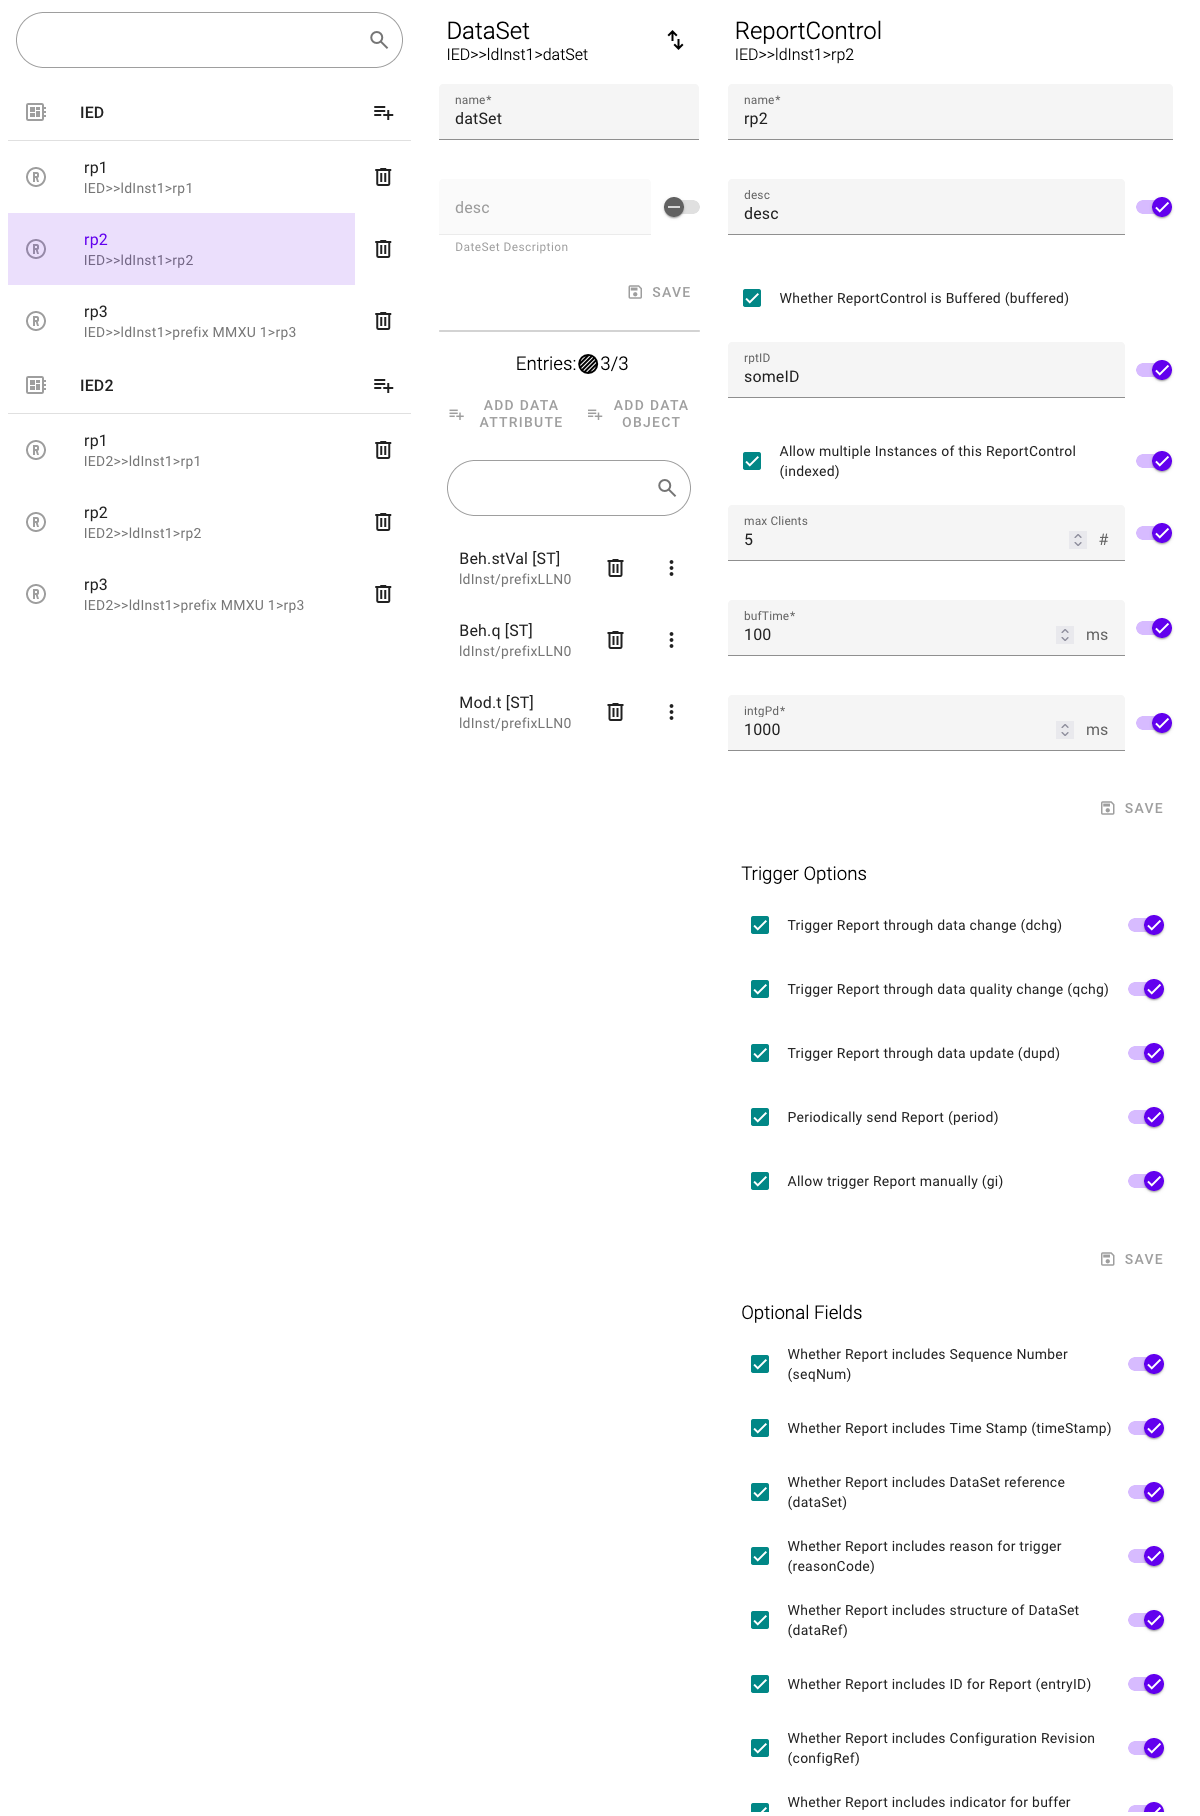 IED
rp1
IED>>ldInst1>rp1
rp2
IED>>ldInst1>rp2
rp3
IED>>ldInst1>prefix MMXU 1>rp3
IED2
rp1
IED2>>ldInst1>rp1
rp2
IED2>>ldInst1>rp2
rp3
IED2>>ldInst1>prefix MMXU 1>rp3
DataSet
IED>>ldInst1>datSet
name*
datSet
desc
DateSet Description
SAVE
Entries: 3/3
ADD DATA
ATTRIBUTE
ADD DATA
OBJECT
Beh.stVal [ST]
ldInst/prefixLLN0
Beh.q [ST]
ldInst/prefixLLN0
Mod.t [ST]
ldInst/prefixLLN0
ReportControl
IED>>ldInst1>rp2
name*
rp2
desc
desc
Whether ReportControl is Buffered (buffered)
rptID
someID
Allow multiple Instances of this ReportControl
(indexed)
max Clients
5 #
bufTime*
100 ms
intgPd*
1000 ms
SAVE
Trigger Options
Trigger Report through data change (dchg)
Trigger Report through data quality change (qchg)
Trigger Report through data update (dupd)
Periodically send Report (period)
Allow trigger Report manually (gi)
SAVE
Optional Fields
Whether Report includes Sequence Number
(seqNum)
Whether Report includes Time Stamp (timeStamp)
Whether Report includes DataSet reference
(dataSet)
Whether Report includes reason for trigger
(reasonCode)
Whether Report includes structure of DataSet
(dataRef)
Whether Report includes ID for Report (entryID)
Whether Report includes Configuration Revision
(configRef)
Whether Report includes indicator for buffer